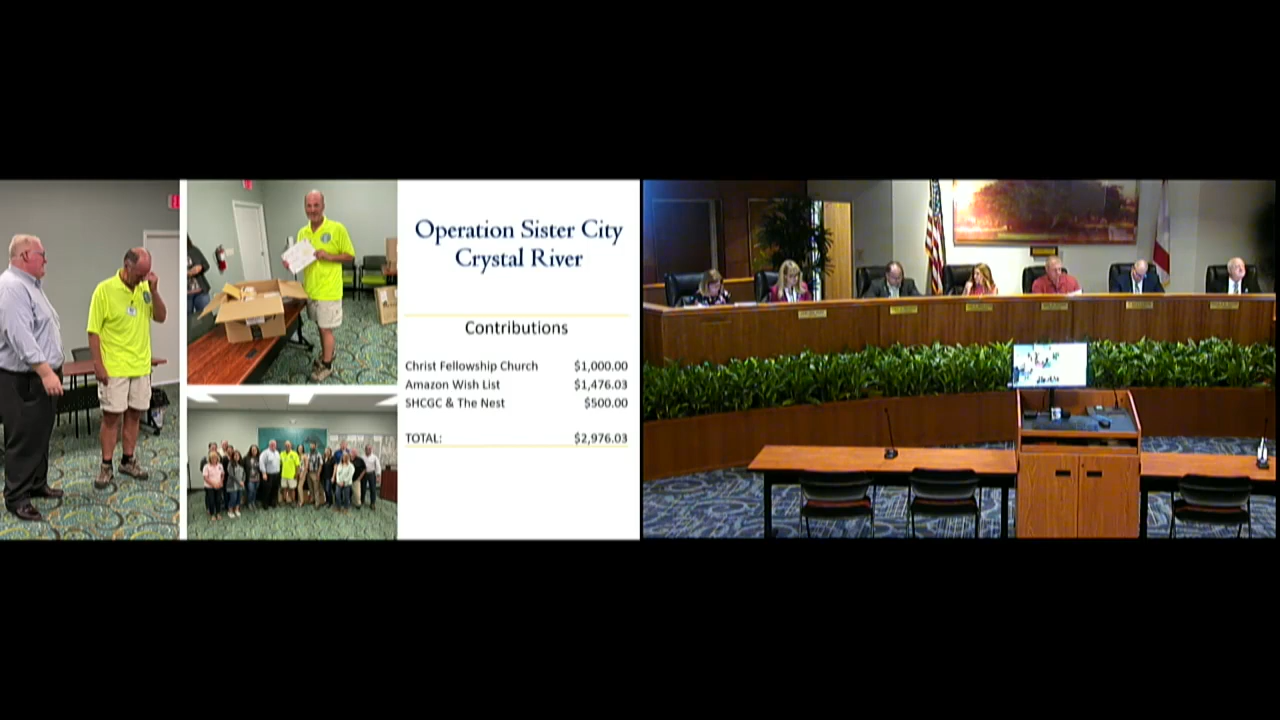 Operation Sister City
Crystal River
Contributions
Christ Fellowship Church $1,000.00
Amazon Wish List $1,476.03
SHCGC & The Nest $500.00
TOTAL: $2,976.03